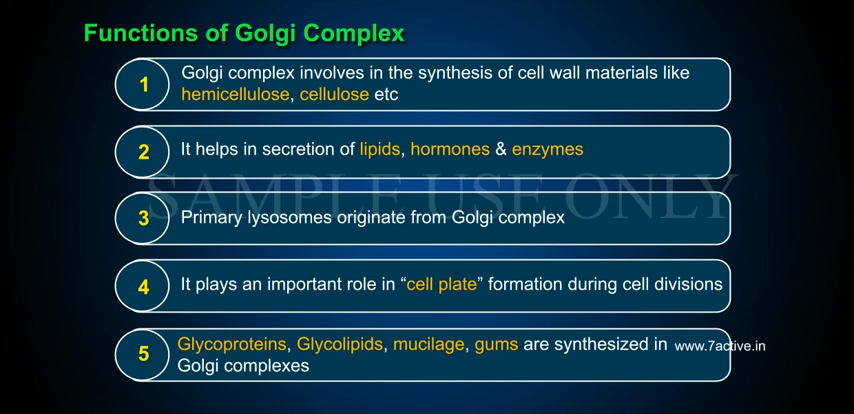 Functions of Golgi Complex
1
Golgi complex involves in the synthesis of cell wall materials like
hemicellulose, cellulose etc
2
It helps in secretion of lipids, hormones & enzymes
SAMPLE USE ONLY
3
Primary lysosomes originate from Golgi complex
4
It plays an important role in “cell plate” formation during cell divisions
5
Glycoproteins, Glycolipids, mucilage, gums are synthesized in
Golgi complexes
www.7active.in